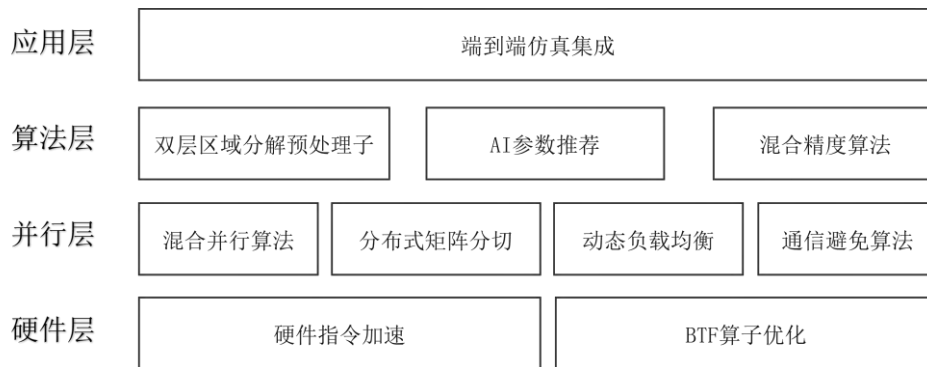 应用层
端到端仿真集成
算法层
双层区域分解预处理子
AI参数推荐
混合精度算法
并行层
混合并行算法
分布式矩阵分切
动态负载均衡
通信避免算法
硬件层
硬件指令加速
BTF算子优化